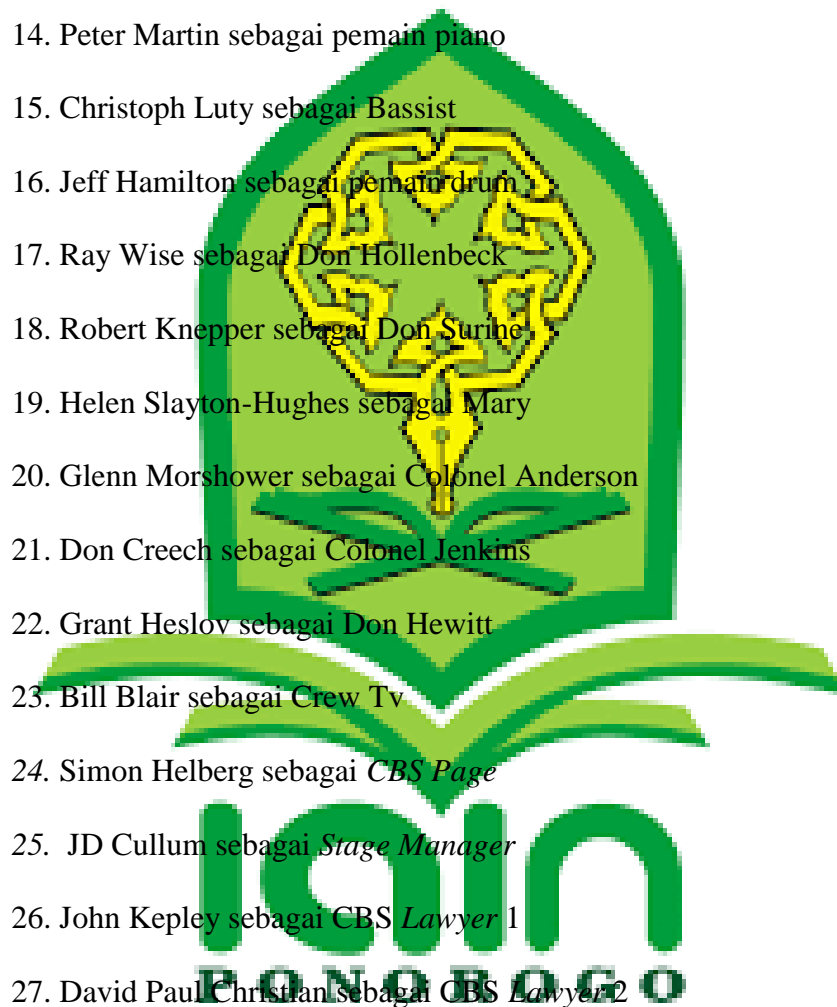 14. Peter Martin sebagai pemain piano
15. Christoph Luty sebagai Bassist
16. Jeff Hamilton sebagai pemain drum
17. Ray Wise sebagai Don Hollenbeck
18. Robert Knepper sebagai Don Surine
19. Helen Slayton-Hughes sebagai Mary
20. Glenn Morshower sebagai Colonel Anderson
21. Don Creech sebagai Colonel Jenkins
22. Grant Heslov sebagai Don Hewitt
23. Bill Blair sebagai Crew Tv
24. Simon Helberg sebagai CBS Page
25. JD Cullum sebagai Stage Manager
iain
26. John Kepley sebagai CBS Lawyer 1
27. David Paul Christian sebagai CBS Lawyer 2
PONOROGO